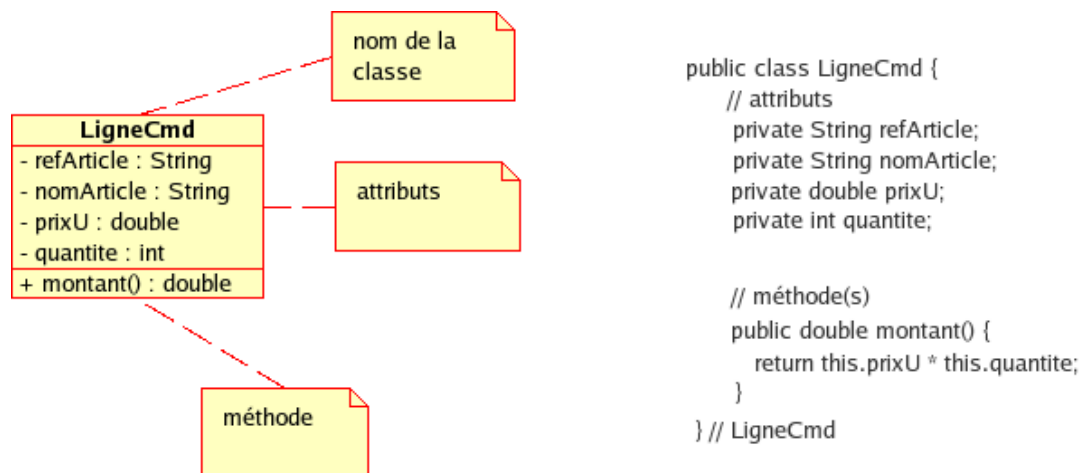 nom de la
classe
LigneCmd
- refArticle : String
- nomArticle : String
- prixU : double
- quantite : int
+ montant() : double
attributs
méthode
public class LigneCmd {
// attributs
private String refArticle;
private String nomArticle;
private double prixU;
private int quantite;
// méthode(s)
public double montant() {
return this.prixU * this.quantite;
}
} // LigneCmd